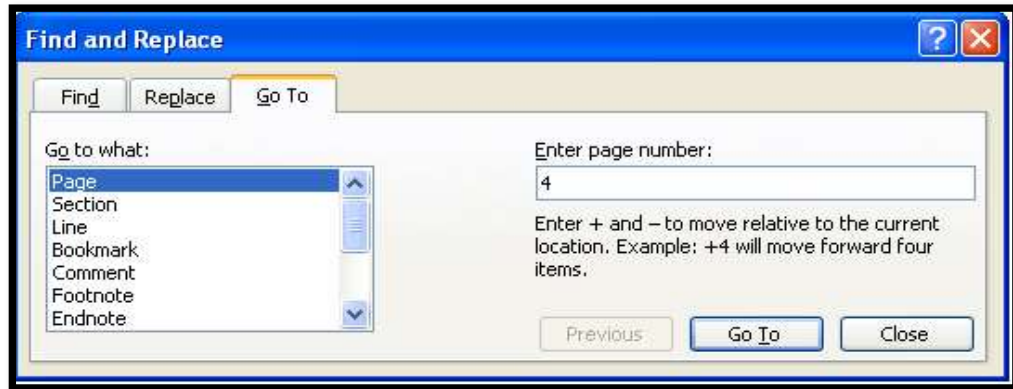 Find and Replace
Find Replace Go To
Go to what:
Page
Section
Line
Bookmark
Comment
Footnote
Endnote
Enter page number:
4
Enter + and – to move relative to the current
location. Example: +4 will move forward four
items.
Previous Go To Close